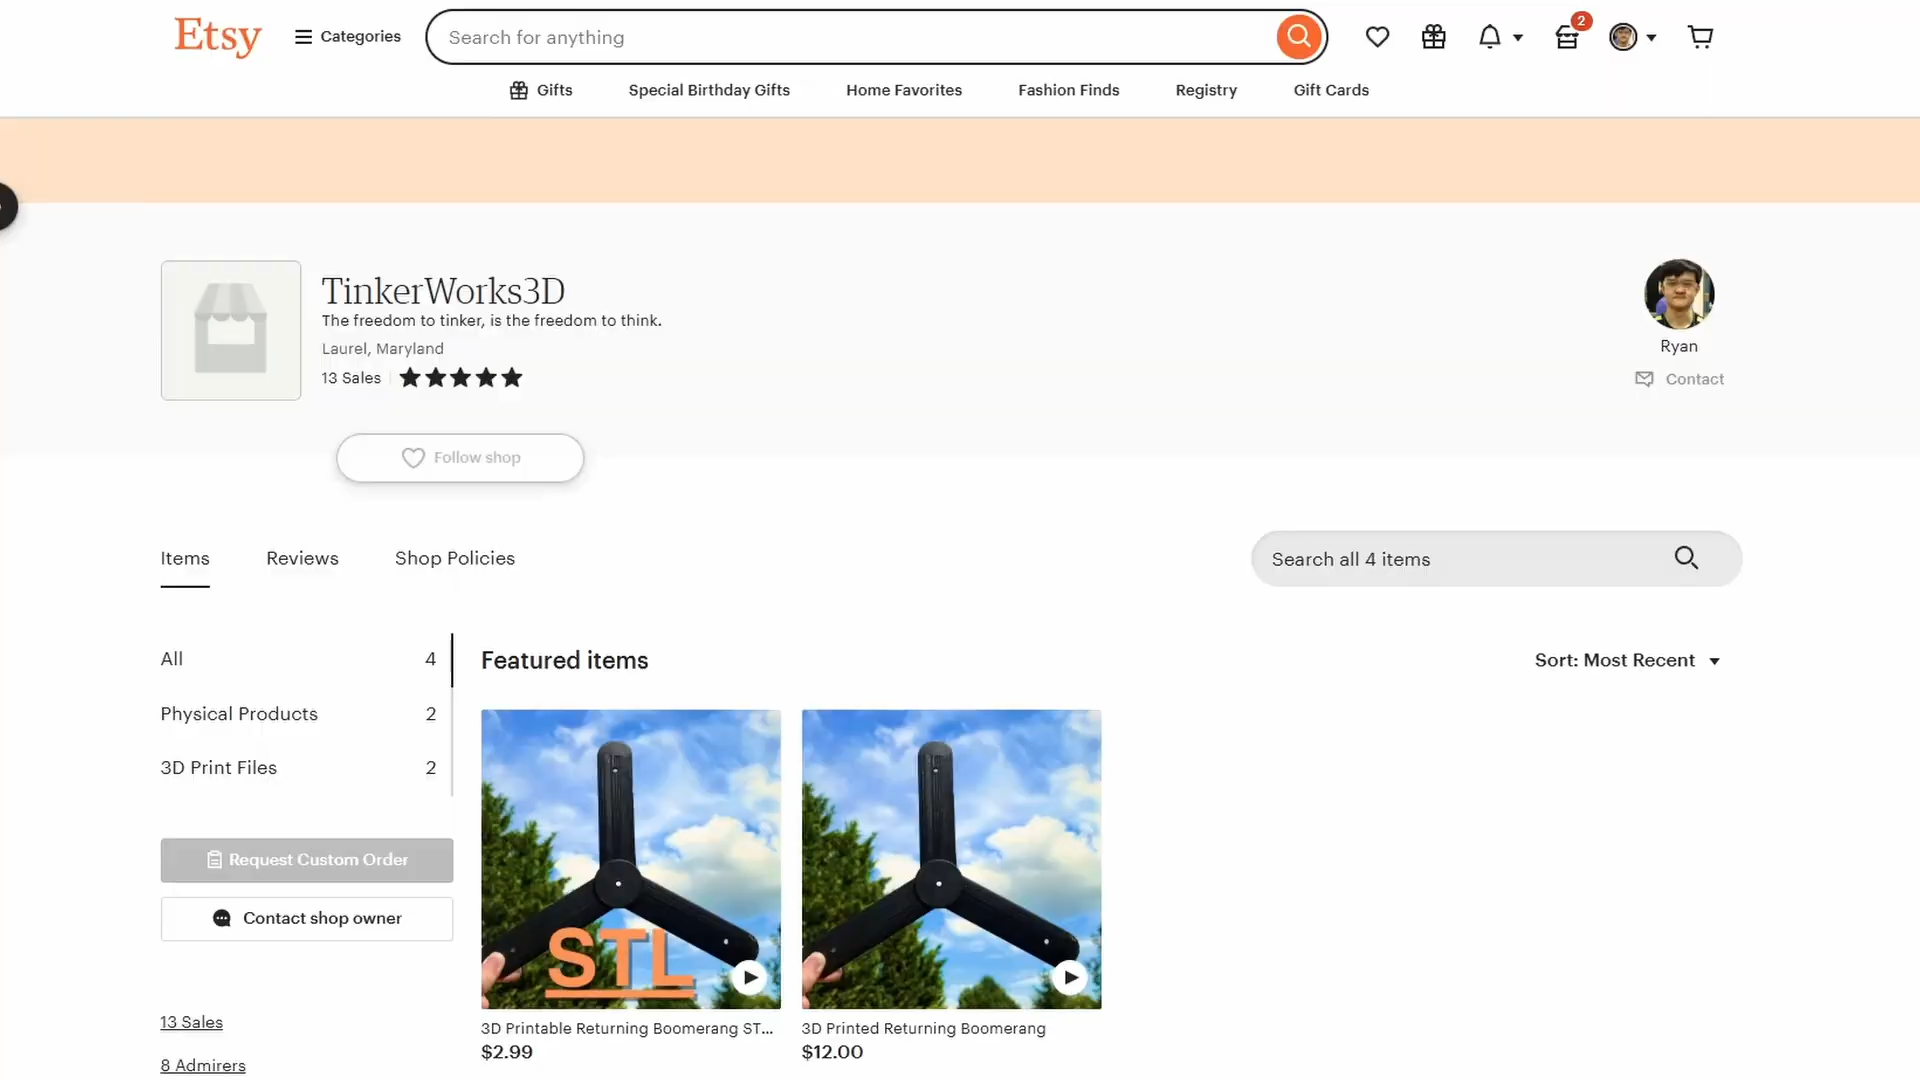 Etsy
Categories
Search for anything
2
Gifts
Special Birthday Gifts
Home Favorites
Fashion Finds
Registry
Gift Cards
TinkerWorks3D
The freedom to tinker, is the freedom to think.
Laurel, Maryland
13 Sales
Ryan
Contact
Follow shop
Items
Reviews
Shop Policies
Search all 4 items
All 4
Physical Products 2
3D Print Files 2
Request Custom Order
Contact shop owner
13 Sales
8 Admirers
Featured items
Sort: Most Recent
STL
3D Printable Returning Boomerang ST...
$2.99
3D Printed Returning Boomerang
$12.00